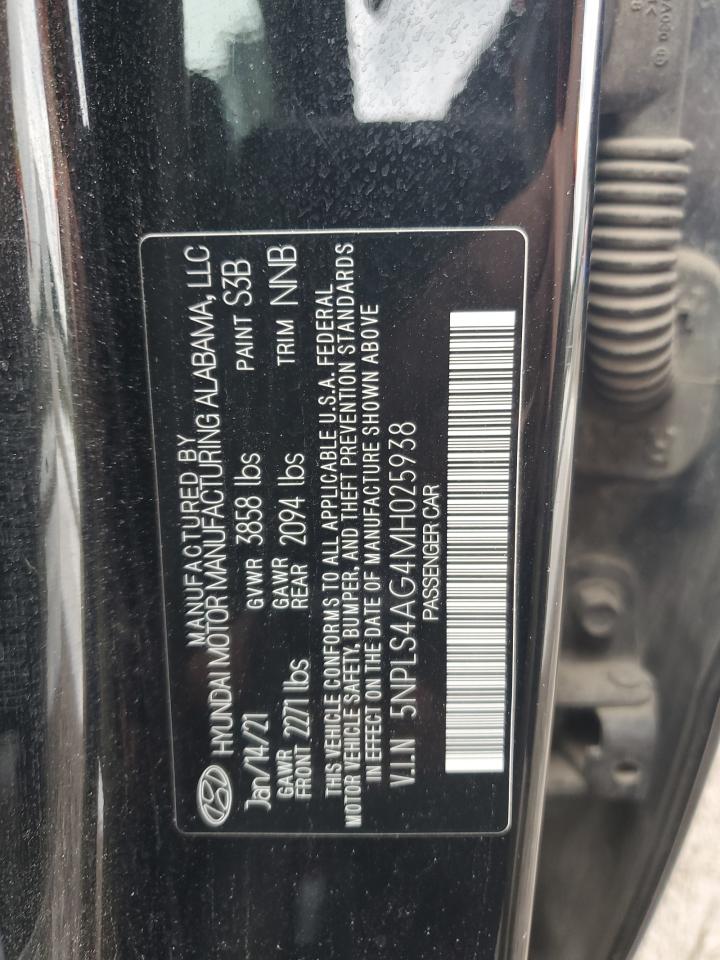 MANUFACTURED BY
HYUNDAI MOTOR MANUFACTURING ALABAMA, LLC
Jan/14/21 GVWR 3858 lbs PAINT S3B
GAWR FRONT 2271 lbs GAWR REAR 2094 lbs TRIM NNB
THIS VEHICLE CONFORMS TO ALL APPLICABLE U.S.A. FEDERAL
MOTOR VEHICLE SAFETY, BUMPER, AND THEFT PREVENTION STANDARDS
IN EFFECT ON THE DATE OF MANUFACTURE SHOWN ABOVE
V.I.N 5NPLS4AG4MH025938
PASSENGER CAR